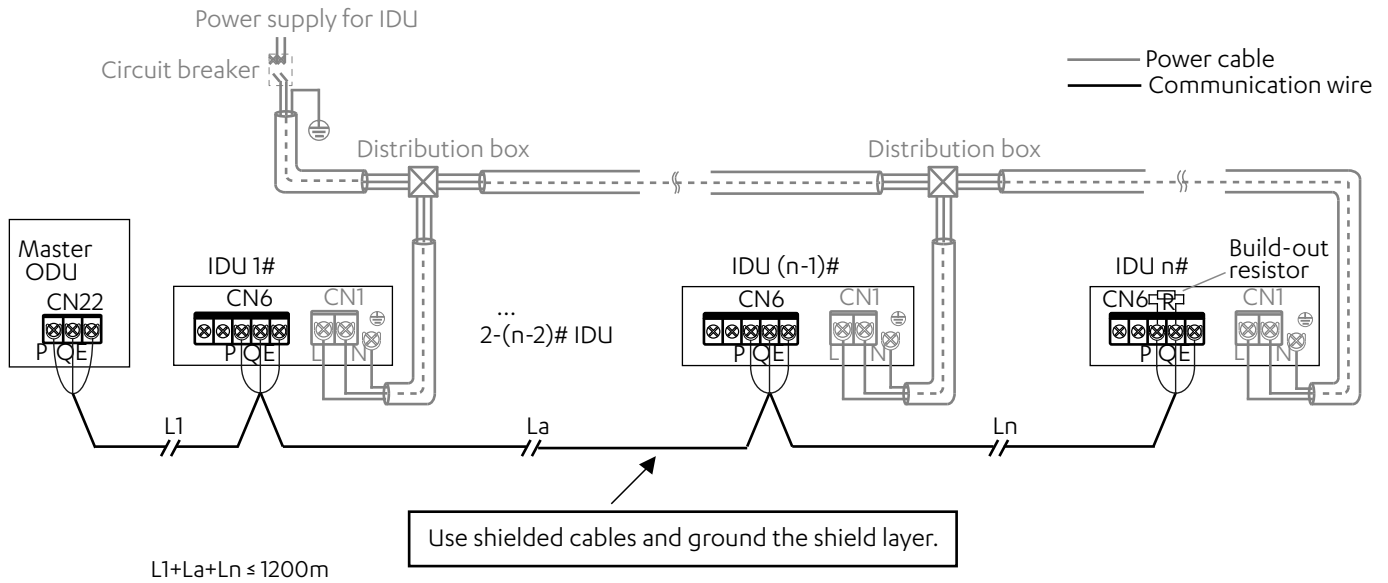 Power supply for IDU
Circuit breaker
Power cable
Communication wire
Distribution box
Distribution box
Master
ODU
CN22
P Q E
IDU 1#
CN6
CN1
P Q E
L N
...
2-(n-2)# IDU
IDU (n-1)#
CN6
CN1
P Q E
L N
IDU n#
Build-out
resistor
CN6
R
CN1
P Q E
L N
L1
La
Ln
Use shielded cables and ground the shield layer.
L1+La+Ln ≤ 1200m